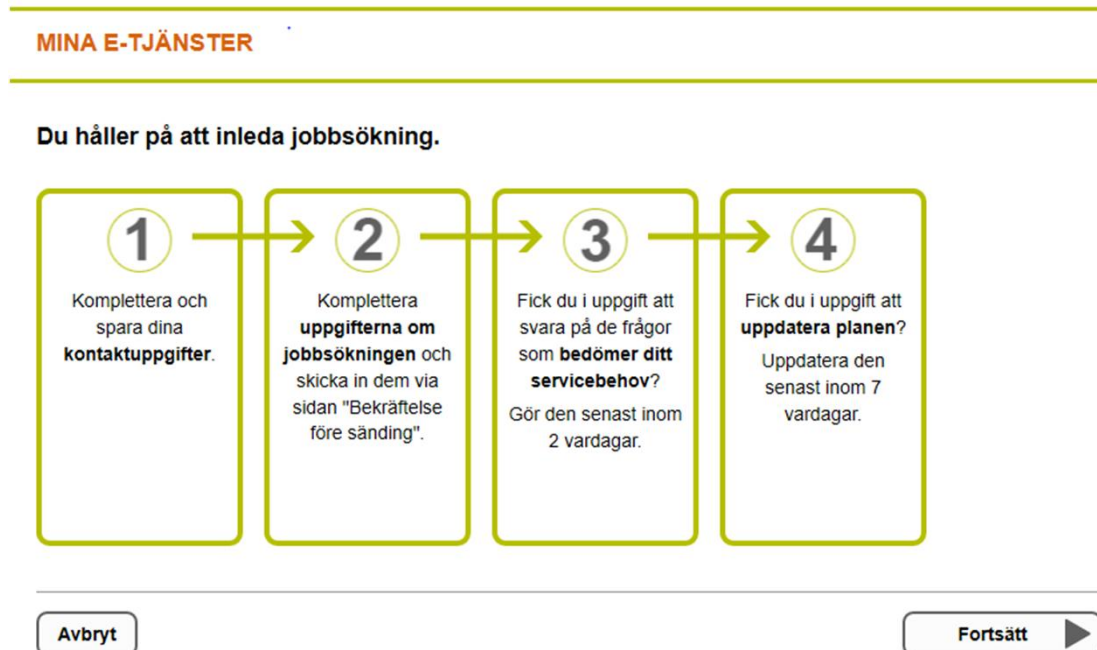 MINA E-TJÄNSTER
Du håller på att inleda jobbsökning.
1
Komplettera och
spara dina
kontaktuppgifter.
2
Komplettera
uppgifterna om
jobbsökningen och
skicka in dem via
sidan "Bekräftelse
före sänding".
3
Fick du i uppgift att
svara på de frågor
som bedömer ditt
servicebehov?
Gör den senast inom
2 vardagar.
4
Fick du i uppgift att
uppdatera planen?
Uppdatera den
senast inom 7
vardagar.
Avbryt
Fortsätt